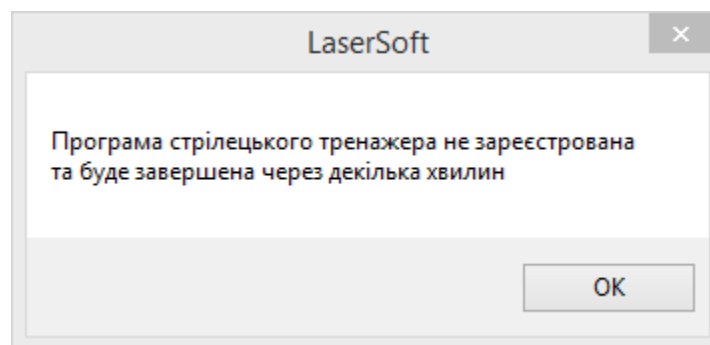 LaserSoft
Програма стрілецького тренажера не зареєстрована
та буде завершена через декілька хвилин
OK